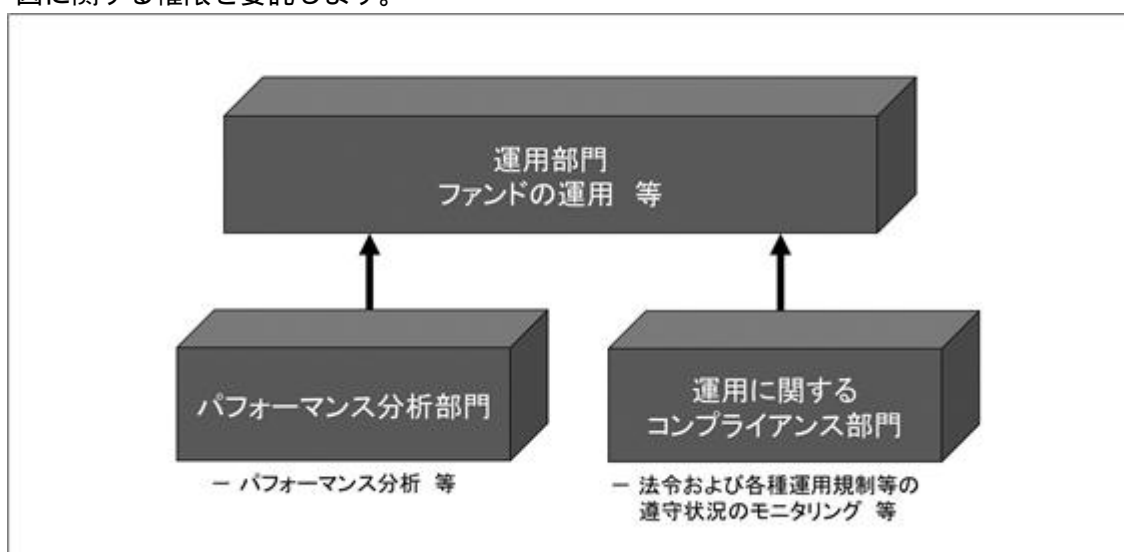 図に関する権限を委託します。
運用部門
ファンドの運用 等
パフォーマンス分析部門
運用に関する
コンプライアンス部門
－ パフォーマンス分析 等
－ 法令および各種運用規制等の
遵守状況のモニタリング 等